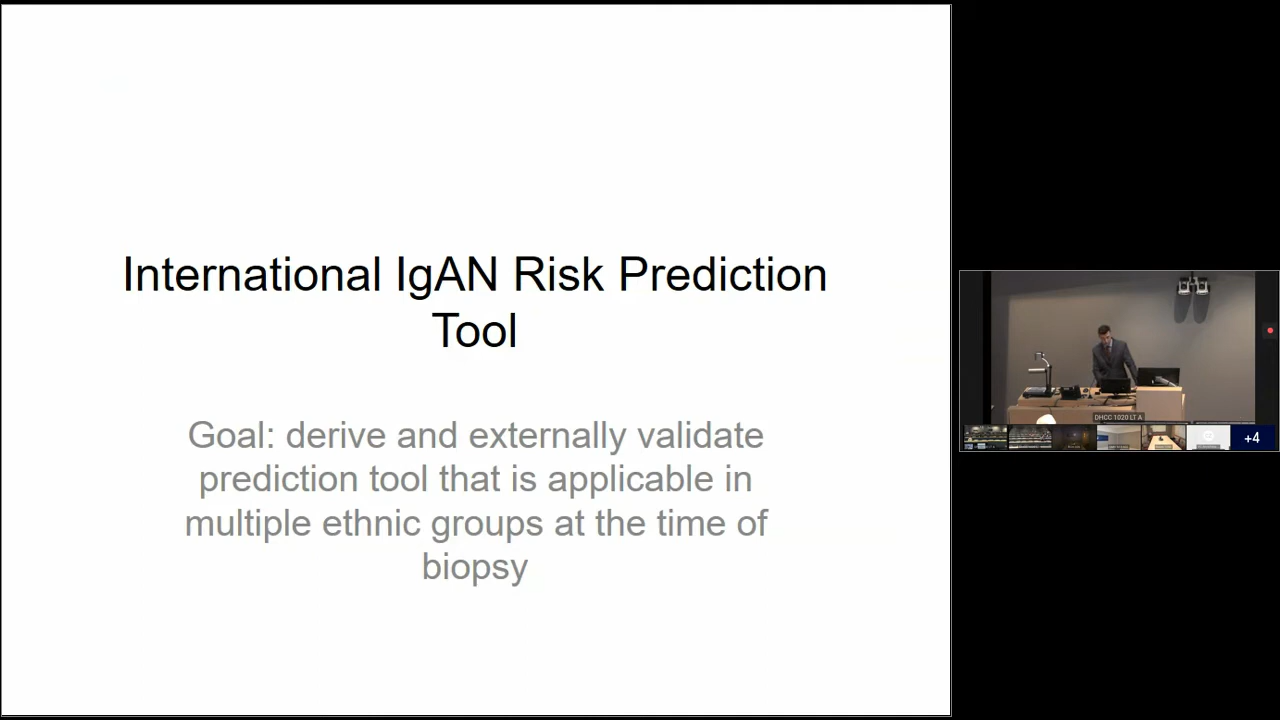 International IgAN Risk Prediction
Tool
Goal: derive and externally validate
prediction tool that is applicable in
multiple ethnic groups at the time of
biopsy
DHCC 1020 LT A
+4